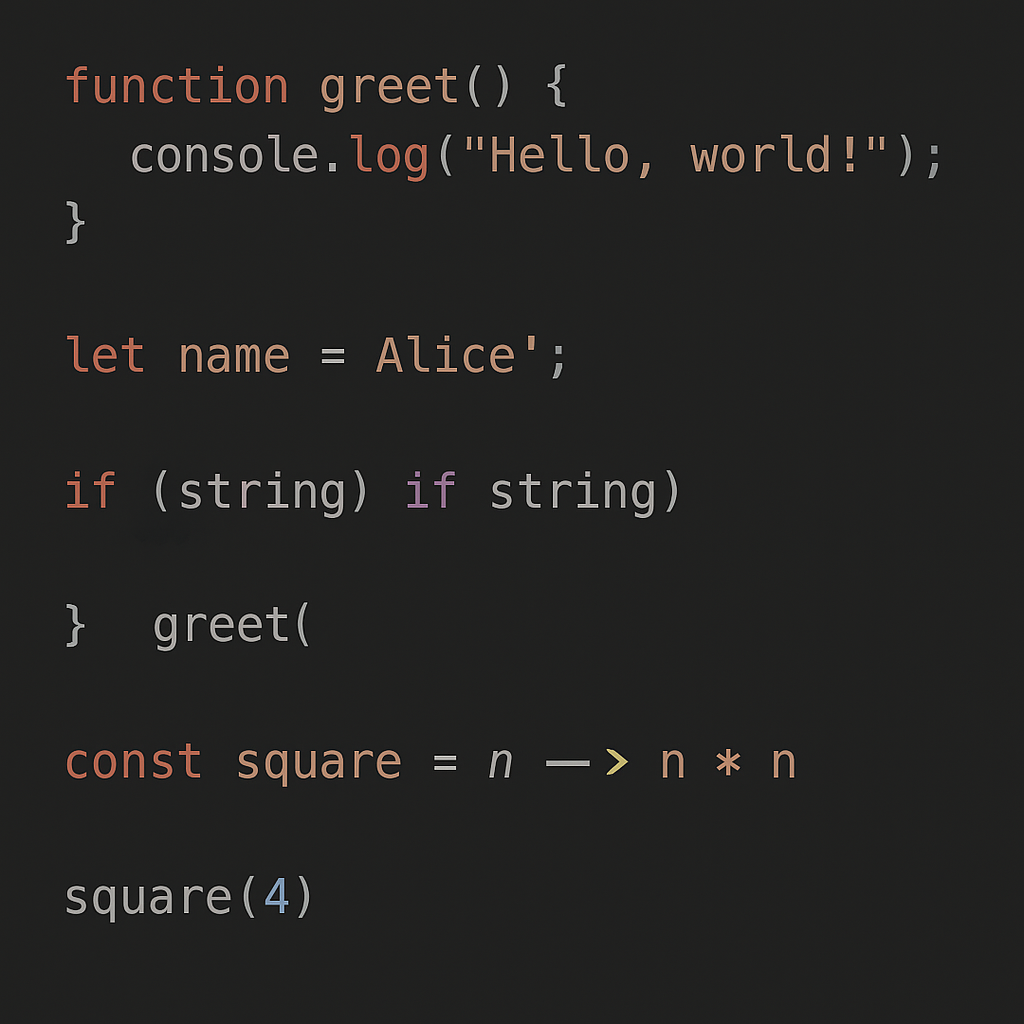 function greet() {
  console.log("Hello, world!");
}
let name = Alice';
if (string) if string)
}  greet(
const square = n —> n * n
square(4)